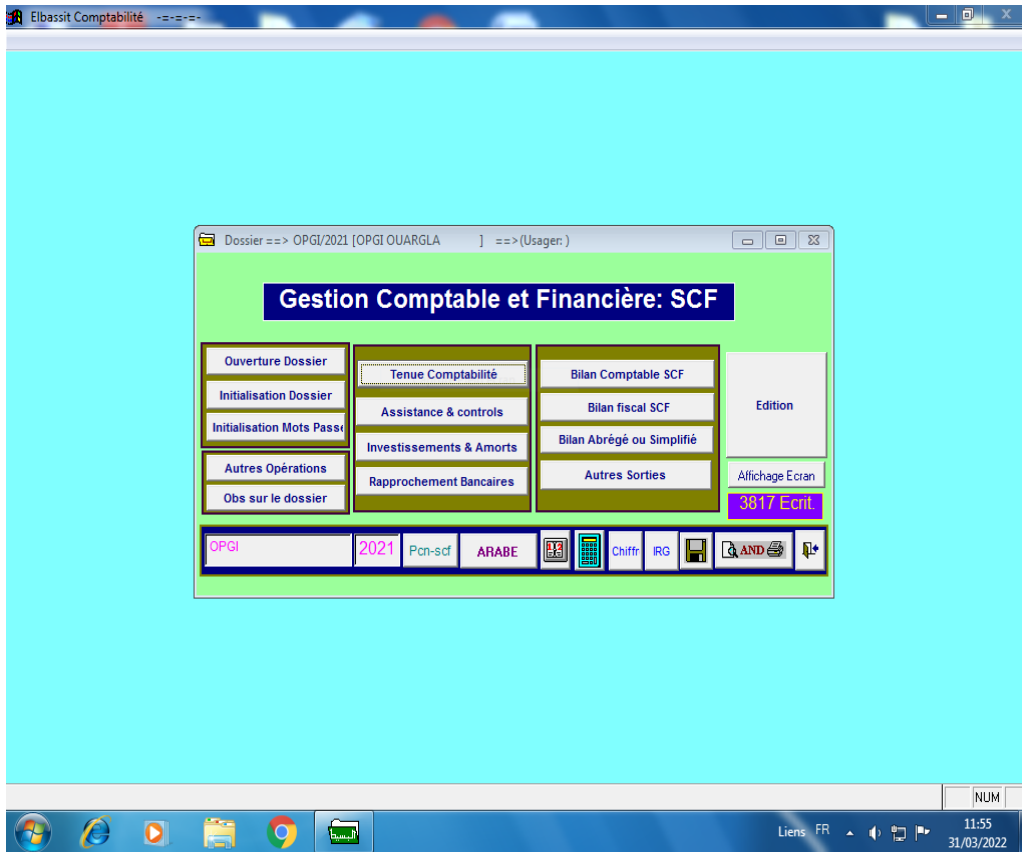 Elbassit Comptabilité -=-=-=-
Dossier ==> OPGI/2021 [OPGI OUARGLA ] ==>(Usager: )
Gestion Comptable et Financière: SCF
Ouverture Dossier
Initialisation Dossier
Initialisation Mots Passe
Autres Opérations
Obs sur le dossier
Tenue Comptabilité
Assistance & controls
Investissements & Amorts
Rapprochement Bancaires
Bilan Comptable SCF
Bilan fiscal SCF
Bilan Abrégé ou Simplifié
Autres Sorties
Edition
Affichage Ecran
3817 Ecrit.
OPGI 2021 Pcn-scf ARABE Chiffr IRG AND
NUM
Liens FR 11:55
31/03/2022